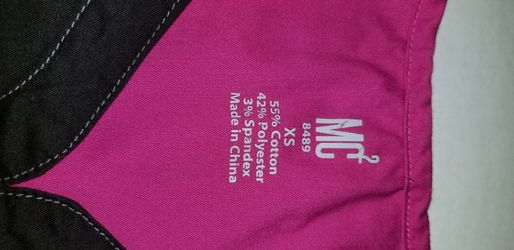 MC²
8489
XS
55% Cotton
42% Polyester
3% Spandex
Made in China